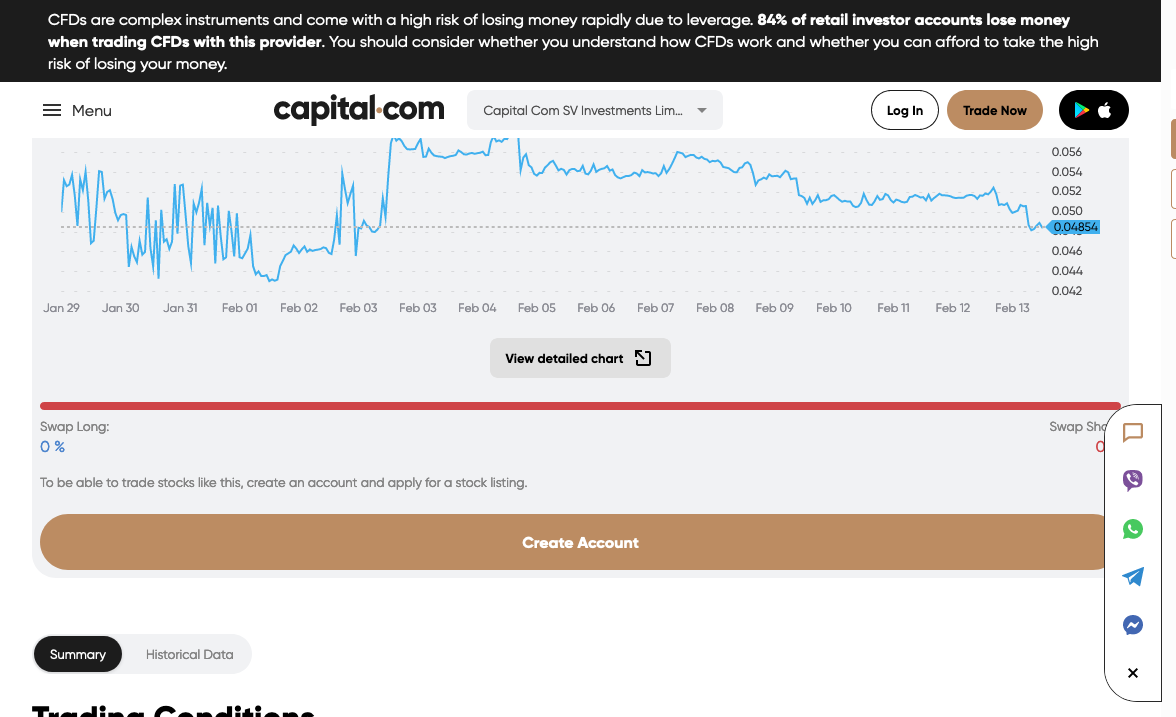 CFDs are complex instruments and come with a high risk of losing money rapidly due to leverage. 84% of retail investor accounts lose money
when trading CFDs with this provider. You should consider whether you understand how CFDs work and whether you can afford to take the high
risk of losing your money.
Menu
capital.com
Capital Com SV Investments Lim...
Log In
Trade Now
0.056
0.054
0.052
0.050
0.04854
0.046
0.044
0.042
Jan 29 Jan 30 Jan 31 Feb 01 Feb 02 Feb 03 Feb 03 Feb 04 Feb 05 Feb 06 Feb 07 Feb 08 Feb 09 Feb 10 Feb 11 Feb 12 Feb 13
View detailed chart
Swap Long:
Swap
0 %
0
To be able to trade stocks like this, create an account and apply for a stock listing.
Create Account
Summary
Historical Data
Trading Conditions